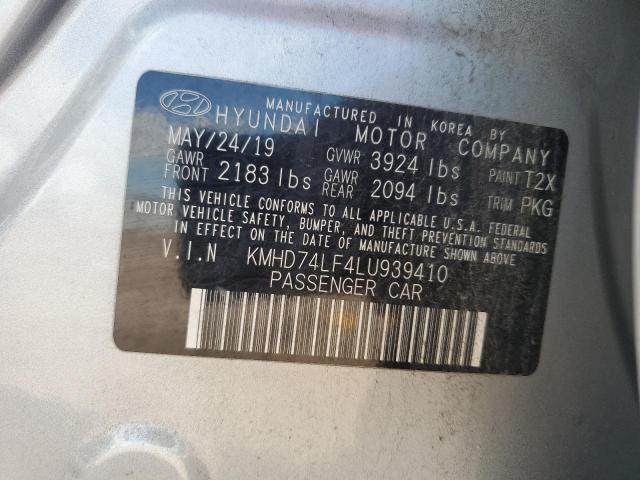 MANUFACTURED IN KOREA BY
HYUNDAI MOTOR COMPANY
MAY/24/19 GVWR 3924 lbs PAINT T2X
GAWR FRONT 2183 lbs GAWR REAR 2094 lbs TRIM PKG
THIS VEHICLE CONFORMS TO ALL APPLICABLE U.S.A. FEDERAL
MOTOR VEHICLE SAFETY, BUMPER, AND THEFT PREVENTION STANDARDS
IN EFFECT ON THE DATE OF MANUFACTURE SHOWN ABOVE.
V.I.N KMHD74LF4LU939410
PASSENGER CAR